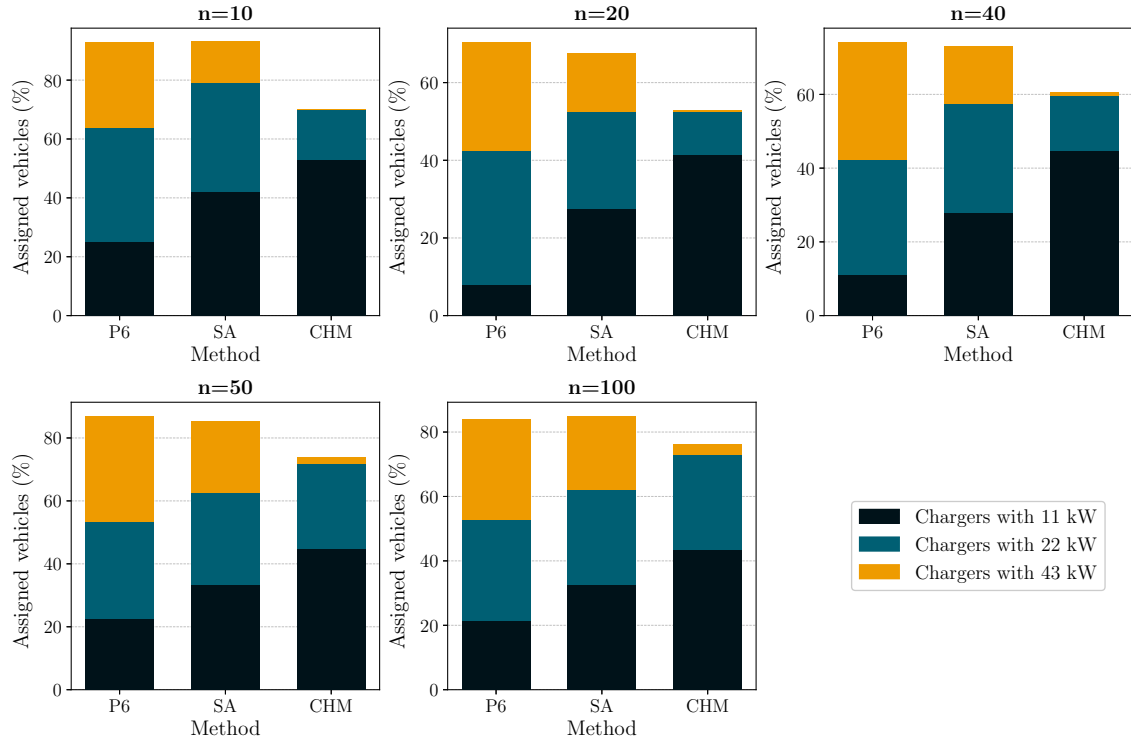 n=10
Assigned vehicles (%)
80
60
40
20
0
P6 SA CHM
Method
n=20
Assigned vehicles (%)
60
40
20
0
P6 SA CHM
Method
n=40
Assigned vehicles (%)
60
40
20
0
P6 SA CHM
Method
n=50
Assigned vehicles (%)
80
60
40
20
0
P6 SA CHM
Method
n=100
Assigned vehicles (%)
80
60
40
20
0
P6 SA CHM
Method
Chargers with 11 kW
Chargers with 22 kW
Chargers with 43 kW